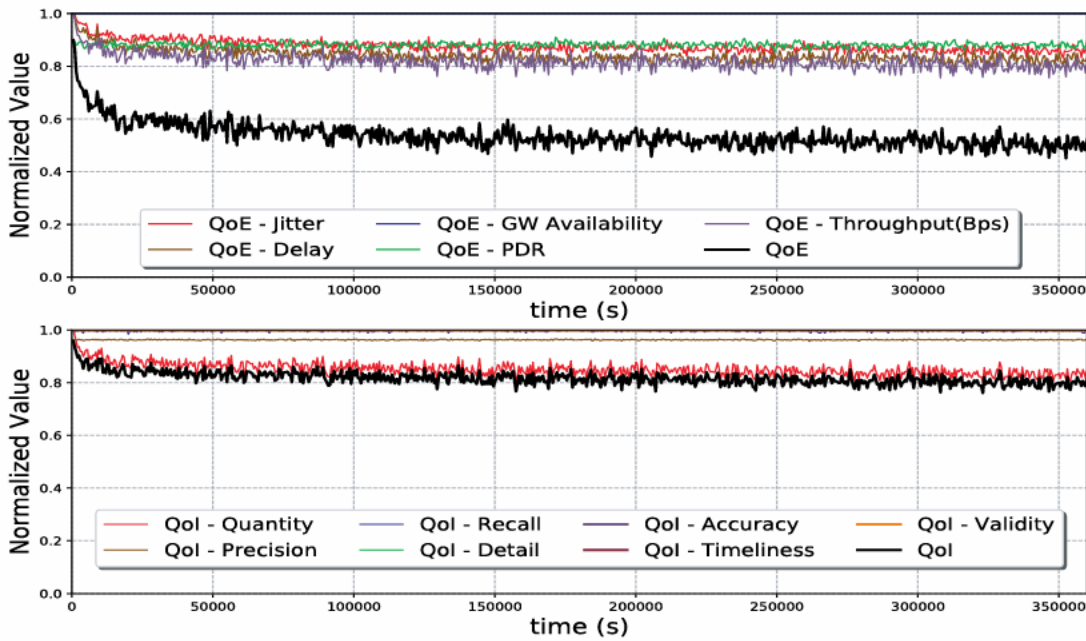 Normalized Value
1.0
0.8
0.6
0.4
0.2
0.0
QoE - Jitter QoE - GW Availability QoE - Throughput(Bps)
QoE - Delay QoE - PDR QoE
0 50000 100000 150000 200000 250000 300000 350000
time (s)
Normalized Value
1.0
0.8
0.6
0.4
0.2
0.0
QoI - Quantity QoI - Recall QoI - Accuracy QoI - Validity
QoI - Precision QoI - Detail QoI - Timeliness QoI
0 50000 100000 150000 200000 250000 300000 350000
time (s)